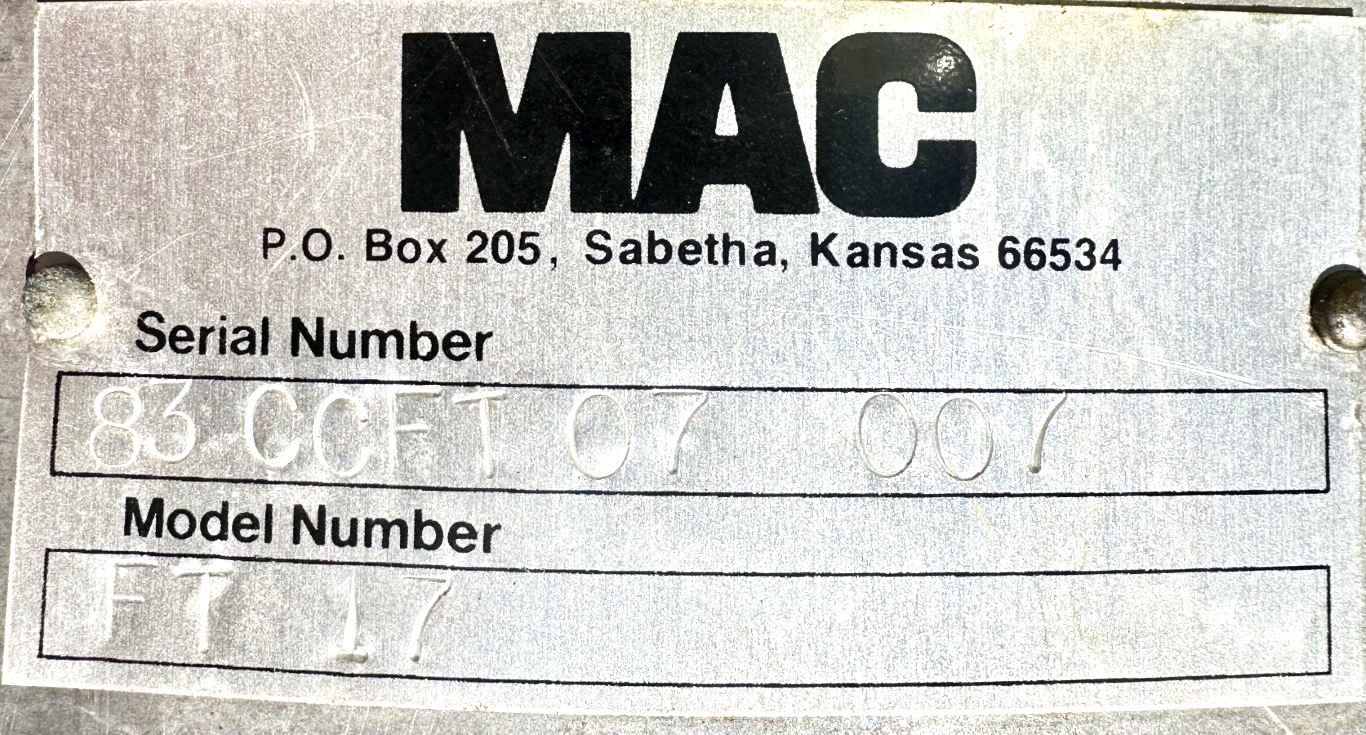 MAC
P.O. Box 205, Sabetha, Kansas 66534
Serial Number
83 CCFT 07 007
Model Number
FT 17